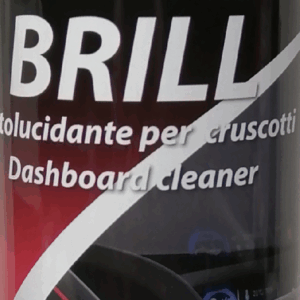 BRILL
tolucidante per cruscotti
Dashboard cleaner